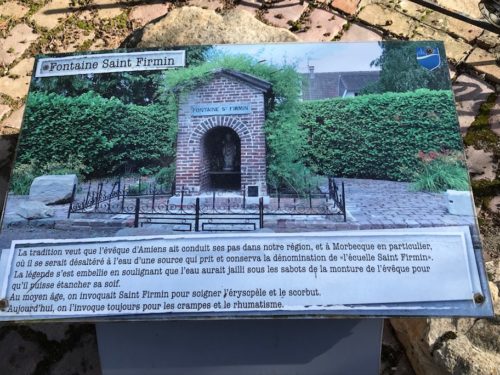 Fontaine Saint Firmin
FONTAINE St FIRMIN
La tradition veut que l'évêque d'Amiens ait conduit ses pas dans notre région, et à Morbecque en particulier,
où il se serait désaltéré à l'eau d'une source qui prit et conserva la dénomination de «l'écuelle Saint Firmin».
La légende s'est embellie en soulignant que l'eau aurait jailli sous les sabots de la monture de l'évêque pour
qu'il puisse étancher sa soif.
Au moyen âge, on invoquait Saint Firmin pour soigner l'érysopèle et le scorbut.
Aujourd'hui, on l'invoque toujours pour les crampes et le rhumatisme.